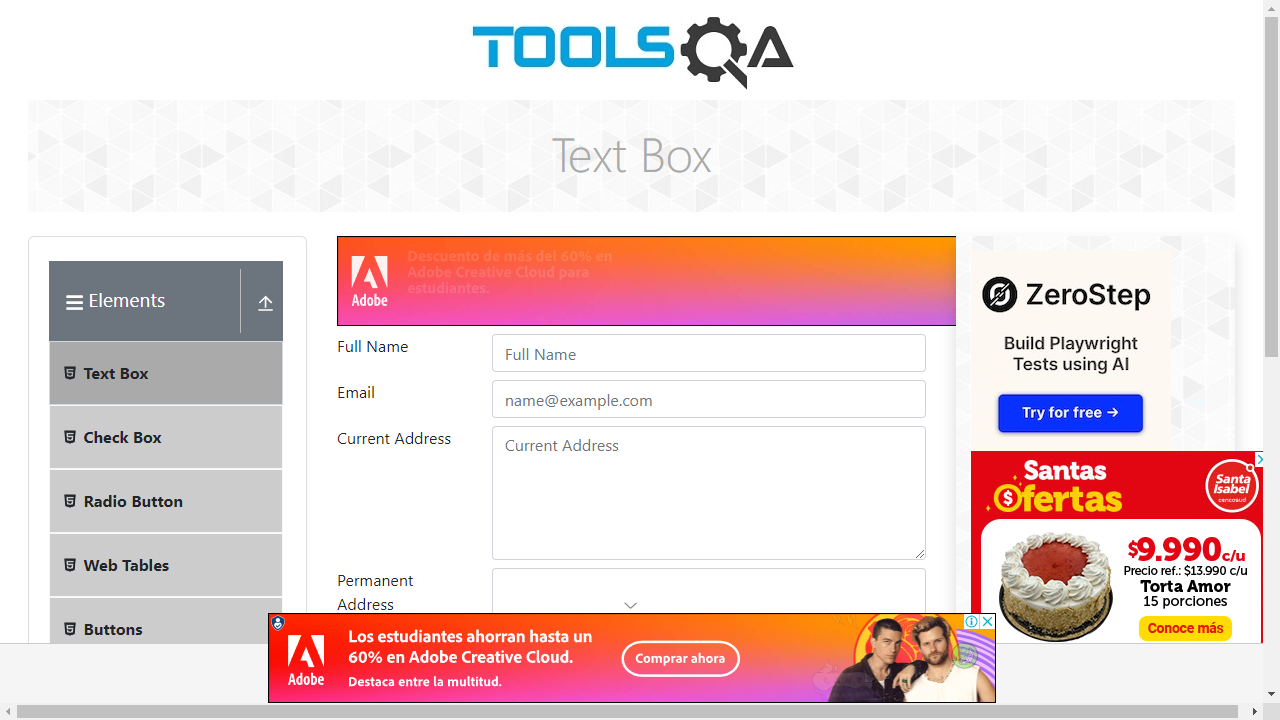 TOOLSQA
Text Box
Elements
Text Box
Check Box
Radio Button
Web Tables
Buttons
Adobe
Descuento de más del 60% en
Adobe Creative Cloud para
estudiantes.
Full Name
Full Name
Email
name@example.com
Current Address
Current Address
Permanent
Address
ZeroStep
Build Playwright
Tests using AI
Try for free →
Santas
Ofertas
Santa
Isabel
cencosud
$9.990 c/u
Precio ref.: $13.990 c/u
Torta Amor
15 porciones
Conoce más
Adobe
Los estudiantes ahorran hasta un
60% en Adobe Creative Cloud.
Destaca entre la multitud.
Comprar ahora